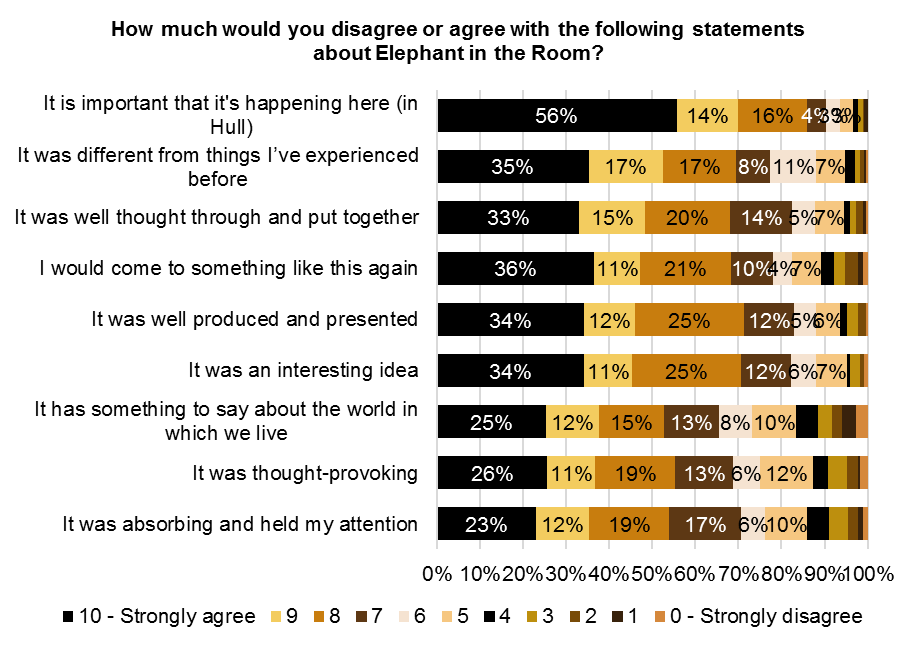 How much would you disagree or agree with the following statements
about Elephant in the Room?
It is important that it's happening here (in
Hull)
56% 14% 16% 4% 3% 3%
It was different from things I’ve experienced
before
35% 17% 17% 8% 11% 7%
It was well thought through and put together
33% 15% 20% 14% 5% 7%
I would come to something like this again
36% 11% 21% 10% 4% 7%
It was well produced and presented
34% 12% 25% 12% 5% 6%
It was an interesting idea
34% 11% 25% 12% 6% 7%
It has something to say about the world in
which we live
25% 12% 15% 13% 8% 10%
It was thought-provoking
26% 11% 19% 13% 6% 12%
It was absorbing and held my attention
23% 12% 19% 17% 6% 10%
0% 10% 20% 30% 40% 50% 60% 70% 80% 90% 100%
10 - Strongly agree 9 8 7 6 5 4 3 2 1 0 - Strongly disagree